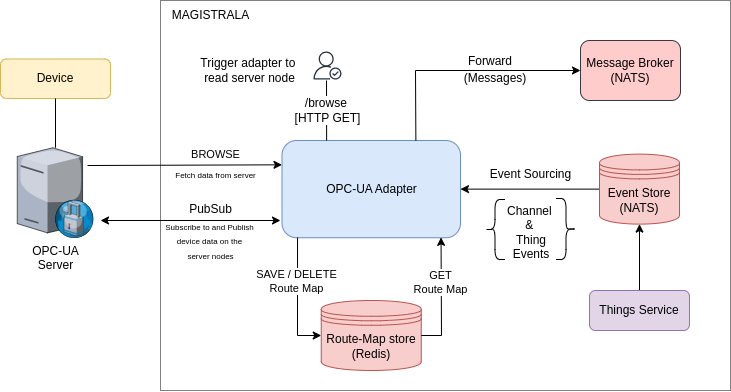 MAGISTRALA
Device
Trigger adapter to
read server node
/browse
[HTTP GET]
Forward
(Messages)
Message Broker
(NATS)
BROWSE
Fetch data from server
OPC-UA Adapter
Event Sourcing
Event Store
(NATS)
PubSub
Subscribe to and Publish
device data on the
server nodes
Channel
&
Thing
Events
OPC-UA
Server
SAVE / DELETE
Route Map
GET
Route Map
Things Service
Route-Map store
(Redis)